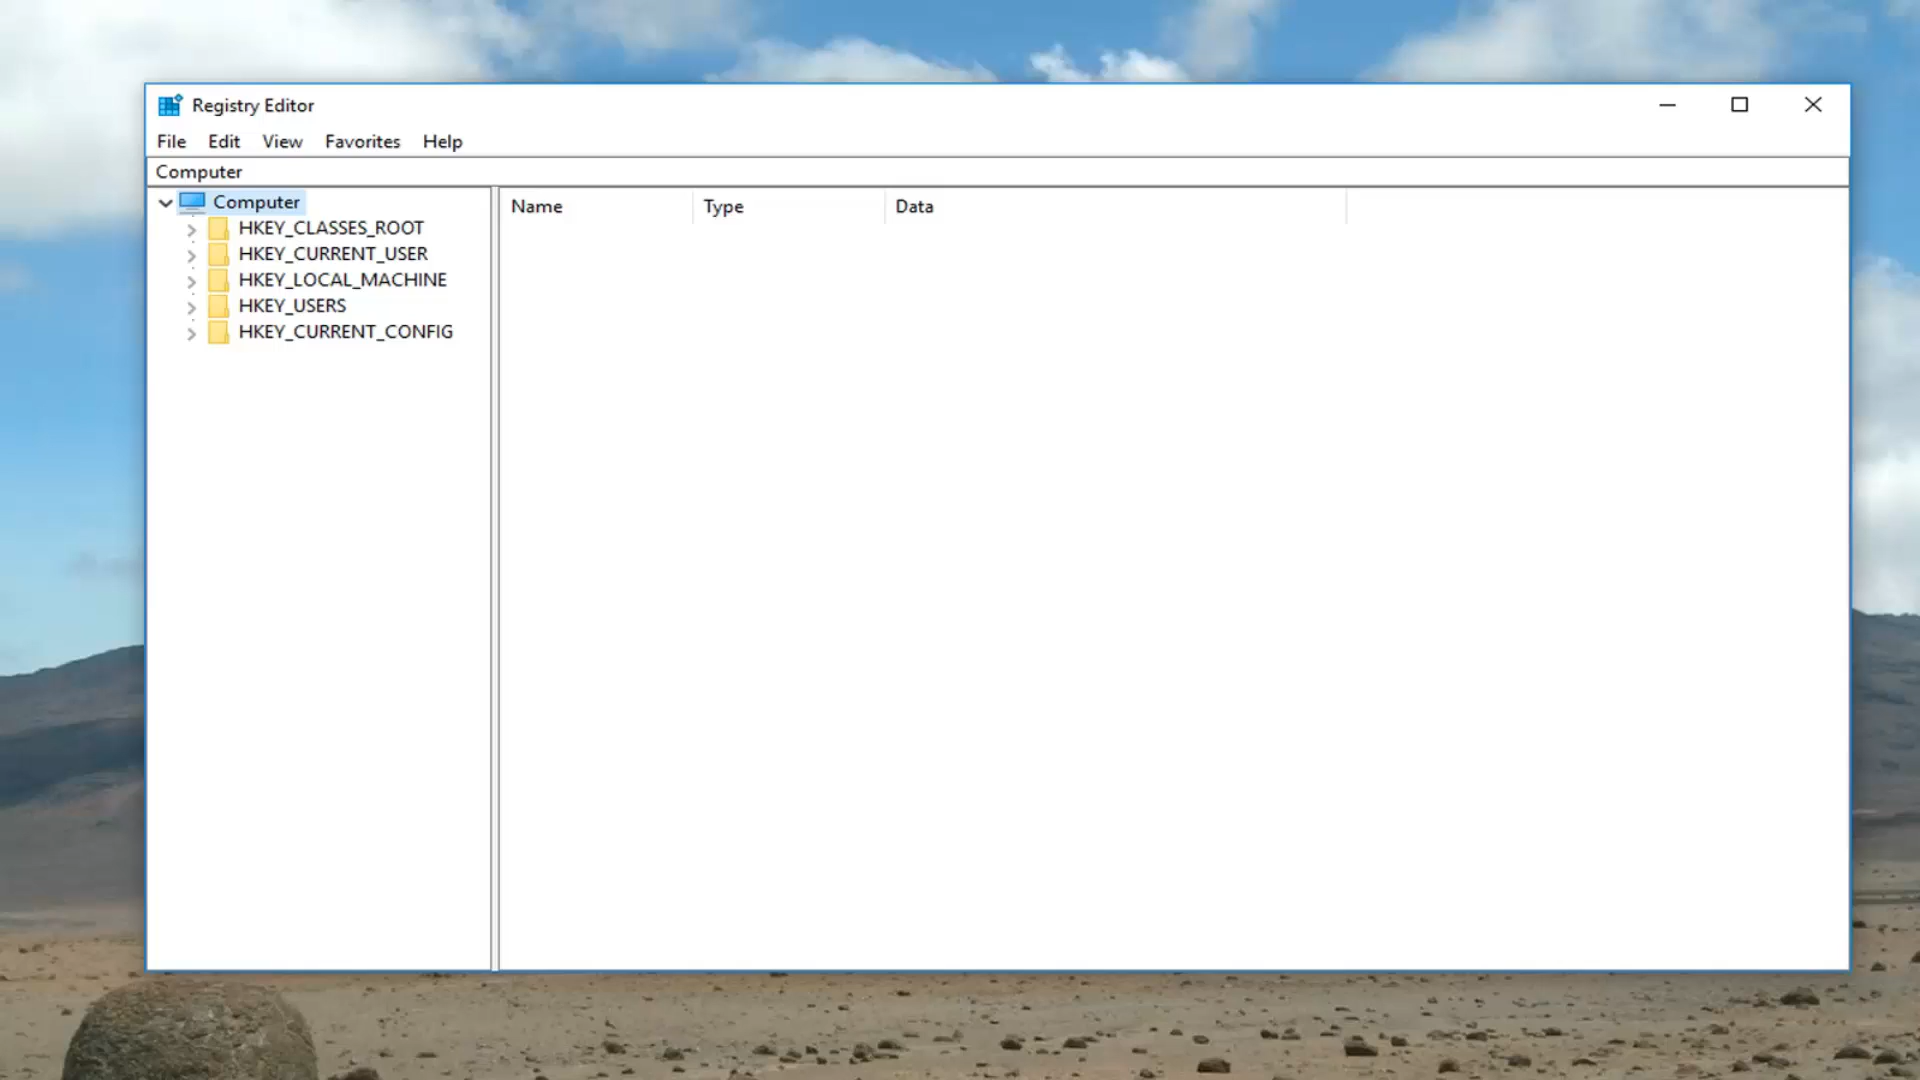 Registry Editor
File Edit View Favorites Help
Computer
Computer
HKEY_CLASSES_ROOT
HKEY_CURRENT_USER
HKEY_LOCAL_MACHINE
HKEY_USERS
HKEY_CURRENT_CONFIG
Name Type Data